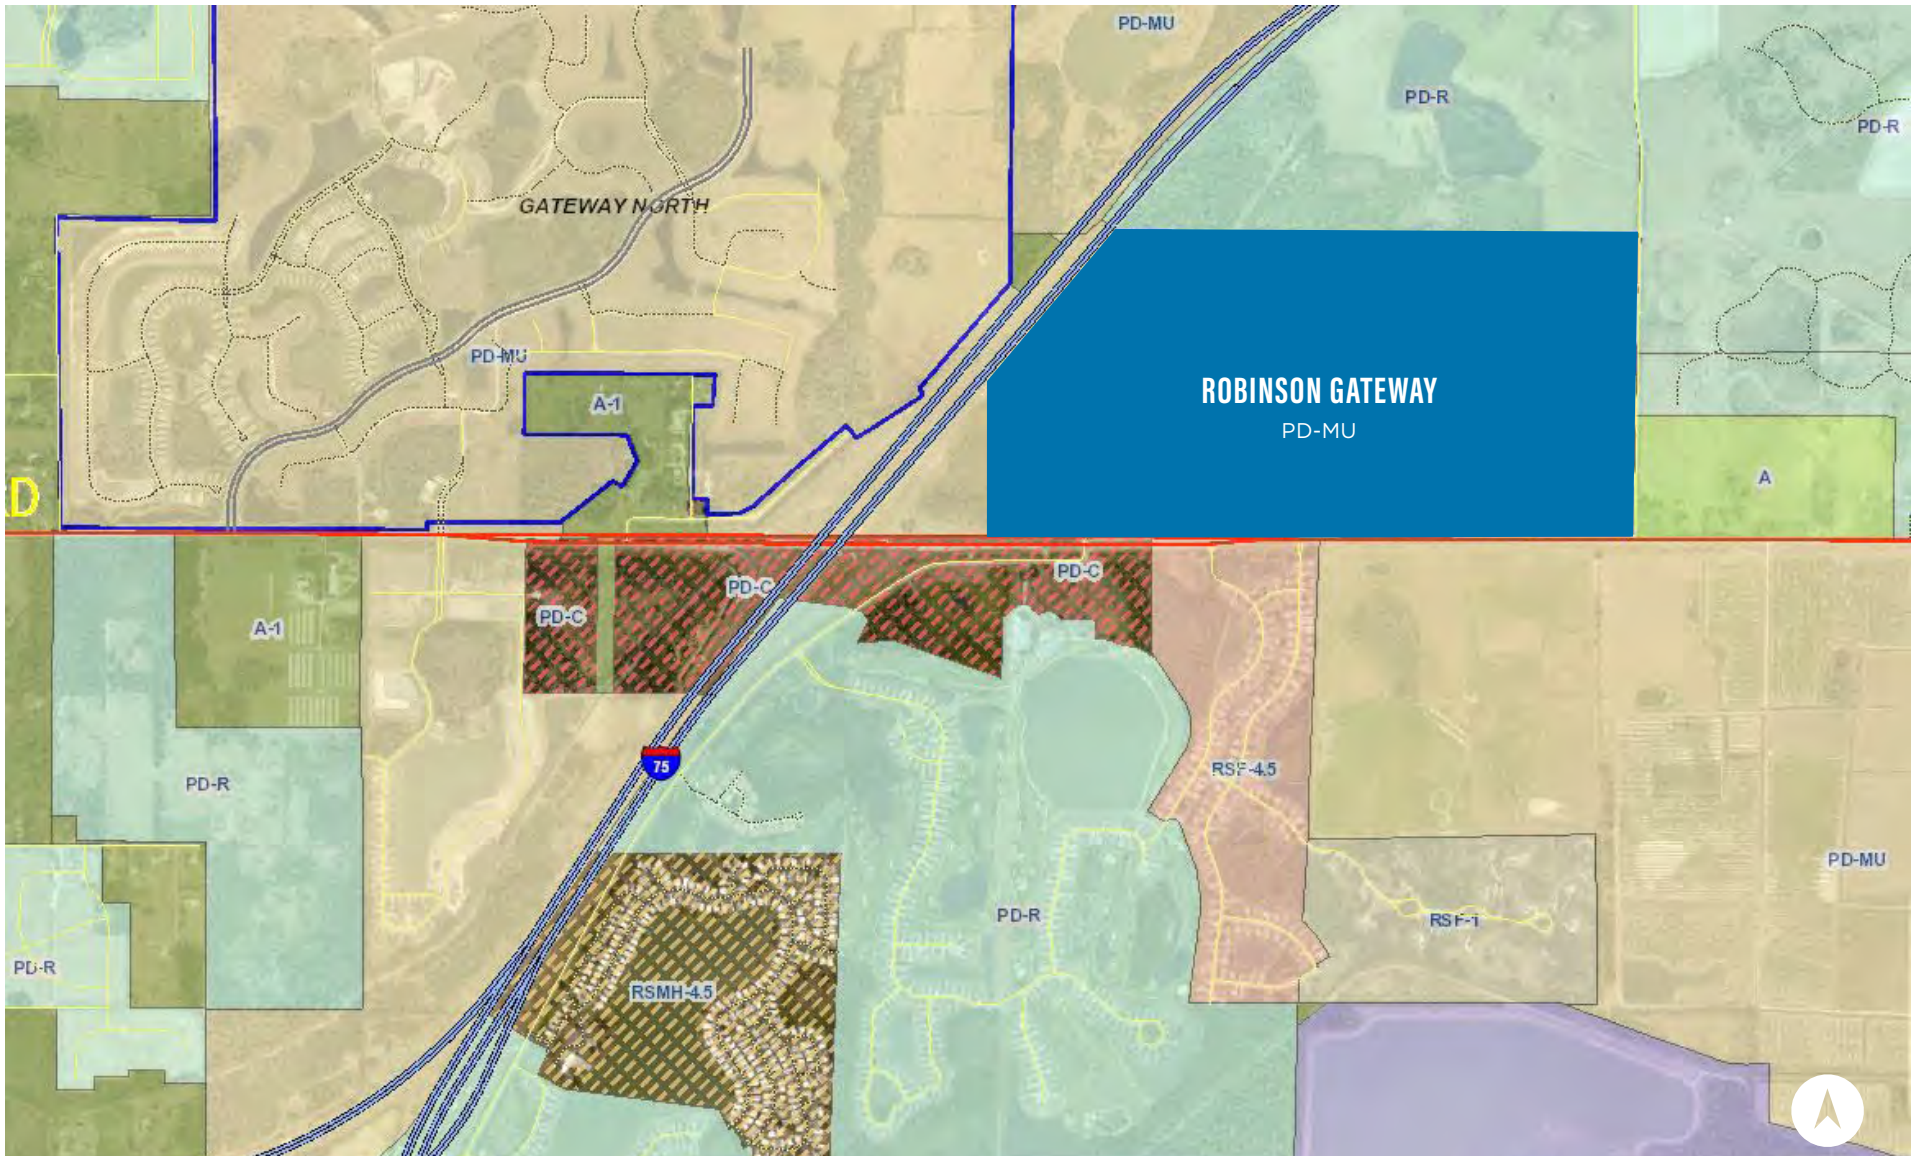 PD-MU
PD-R
PD-R
GATEWAY NORTH
PD-MU
A-1
ROBINSON GATEWAY
PD-MU
A
D
PD-C
PD-C
PD-C
A-1
75
RSF-4.5
PD-R
PD-MU
PD-R
RSF-1
PD-R
RSMH-4.5